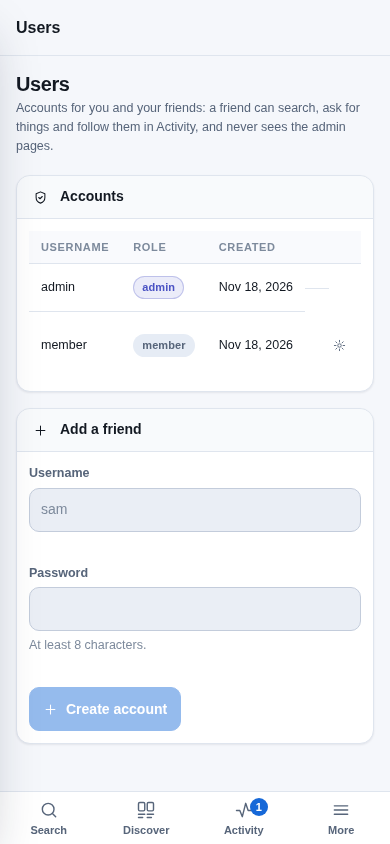 Users
Users
Accounts for you and your friends: a friend can search, ask for
things and follow them in Activity, and never sees the admin
pages.
Accounts
USERNAME ROLE CREATED
admin admin Nov 18, 2026
member member Nov 18, 2026
Add a friend
Username
sam
Password
At least 8 characters.
Create account
1
Search Discover Activity More